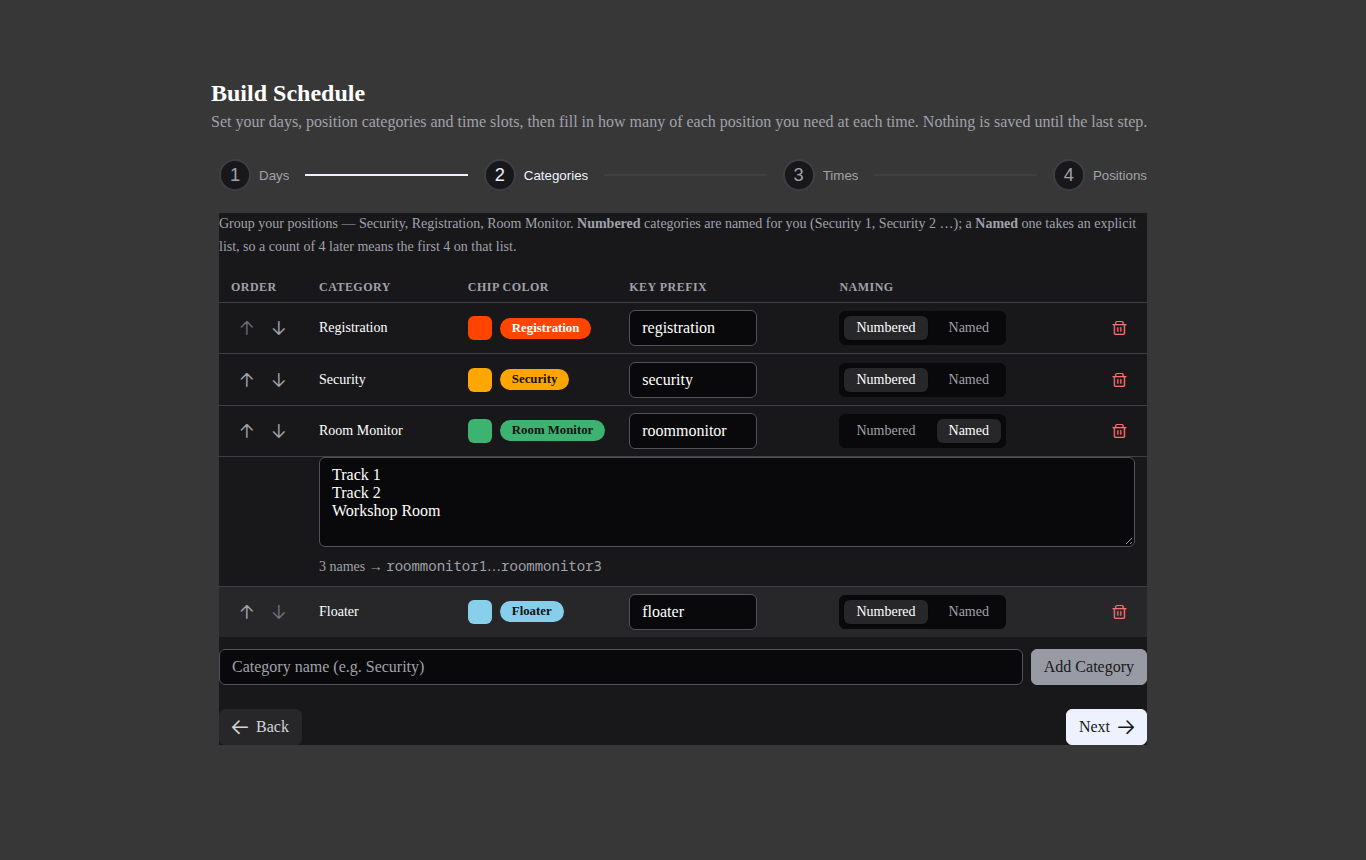 Build Schedule
Set your days, position categories and time slots, then fill in how many of each position you need at each time. Nothing is saved until the last step.
1 Days 2 Categories 3 Times 4 Positions
Group your positions — Security, Registration, Room Monitor. Numbered categories are named for you (Security 1, Security 2 …); a Named one takes an explicit
list, so a count of 4 later means the first 4 on that list.
ORDER CATEGORY CHIP COLOR KEY PREFIX NAMING
Registration Registration registration Numbered Named
Security Security security Numbered Named
Room Monitor Room Monitor roommonitor Numbered Named
Track 1
Track 2
Workshop Room
3 names → roommonitor1…roommonitor3
Floater Floater floater Numbered Named
Category name (e.g. Security) Add Category
Back Next